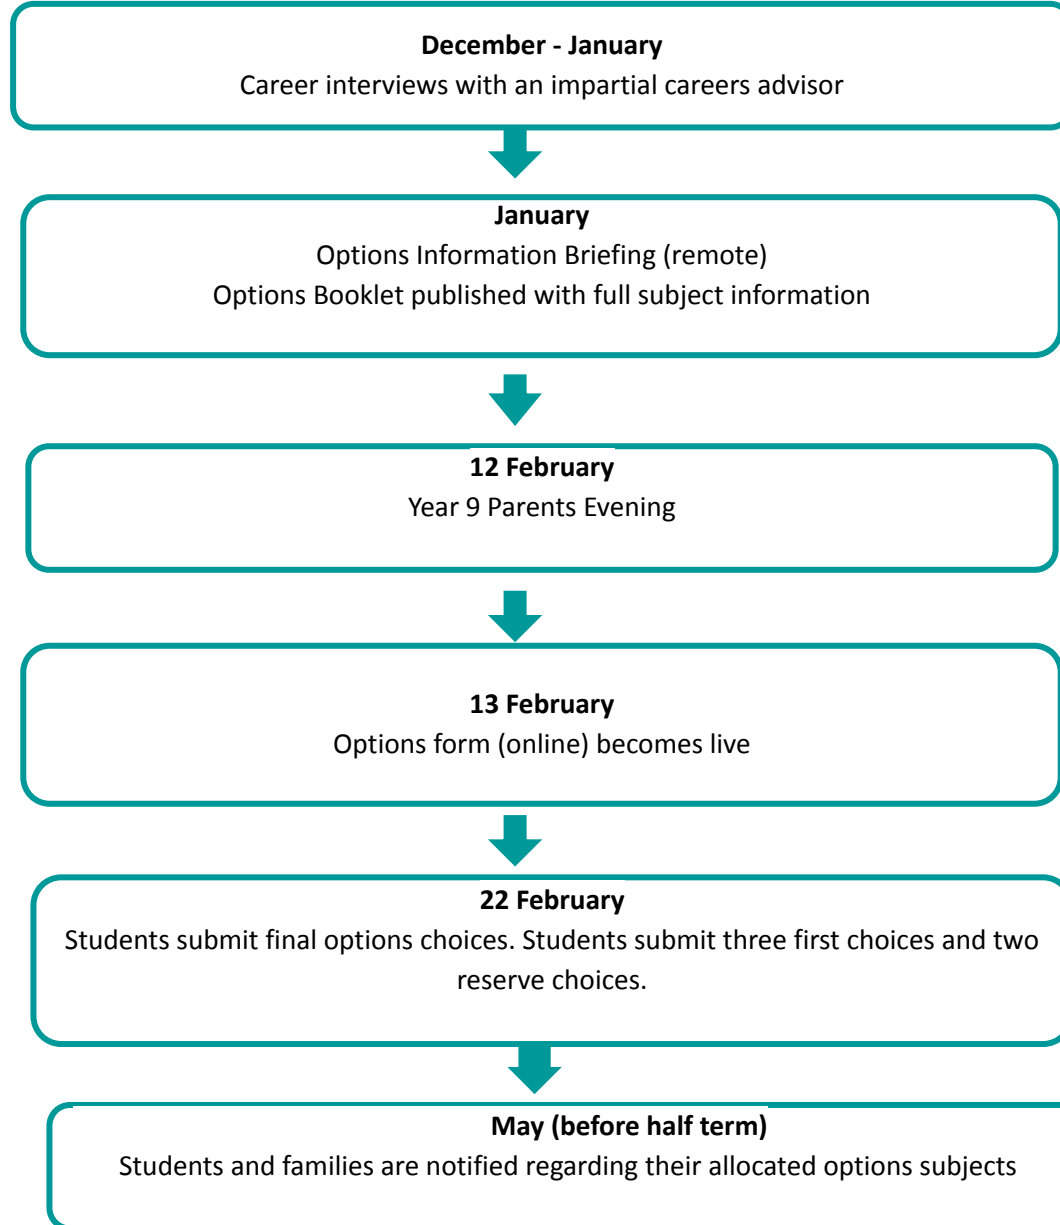 December - January
Career interviews with an impartial careers advisor
January
Options Information Briefing (remote)
Options Booklet published with full subject information
12 February
Year 9 Parents Evening
13 February
Options form (online) becomes live
22 February
Students submit final options choices. Students submit three first choices and two
reserve choices.
May (before half term)
Students and families are notified regarding their allocated options subjects